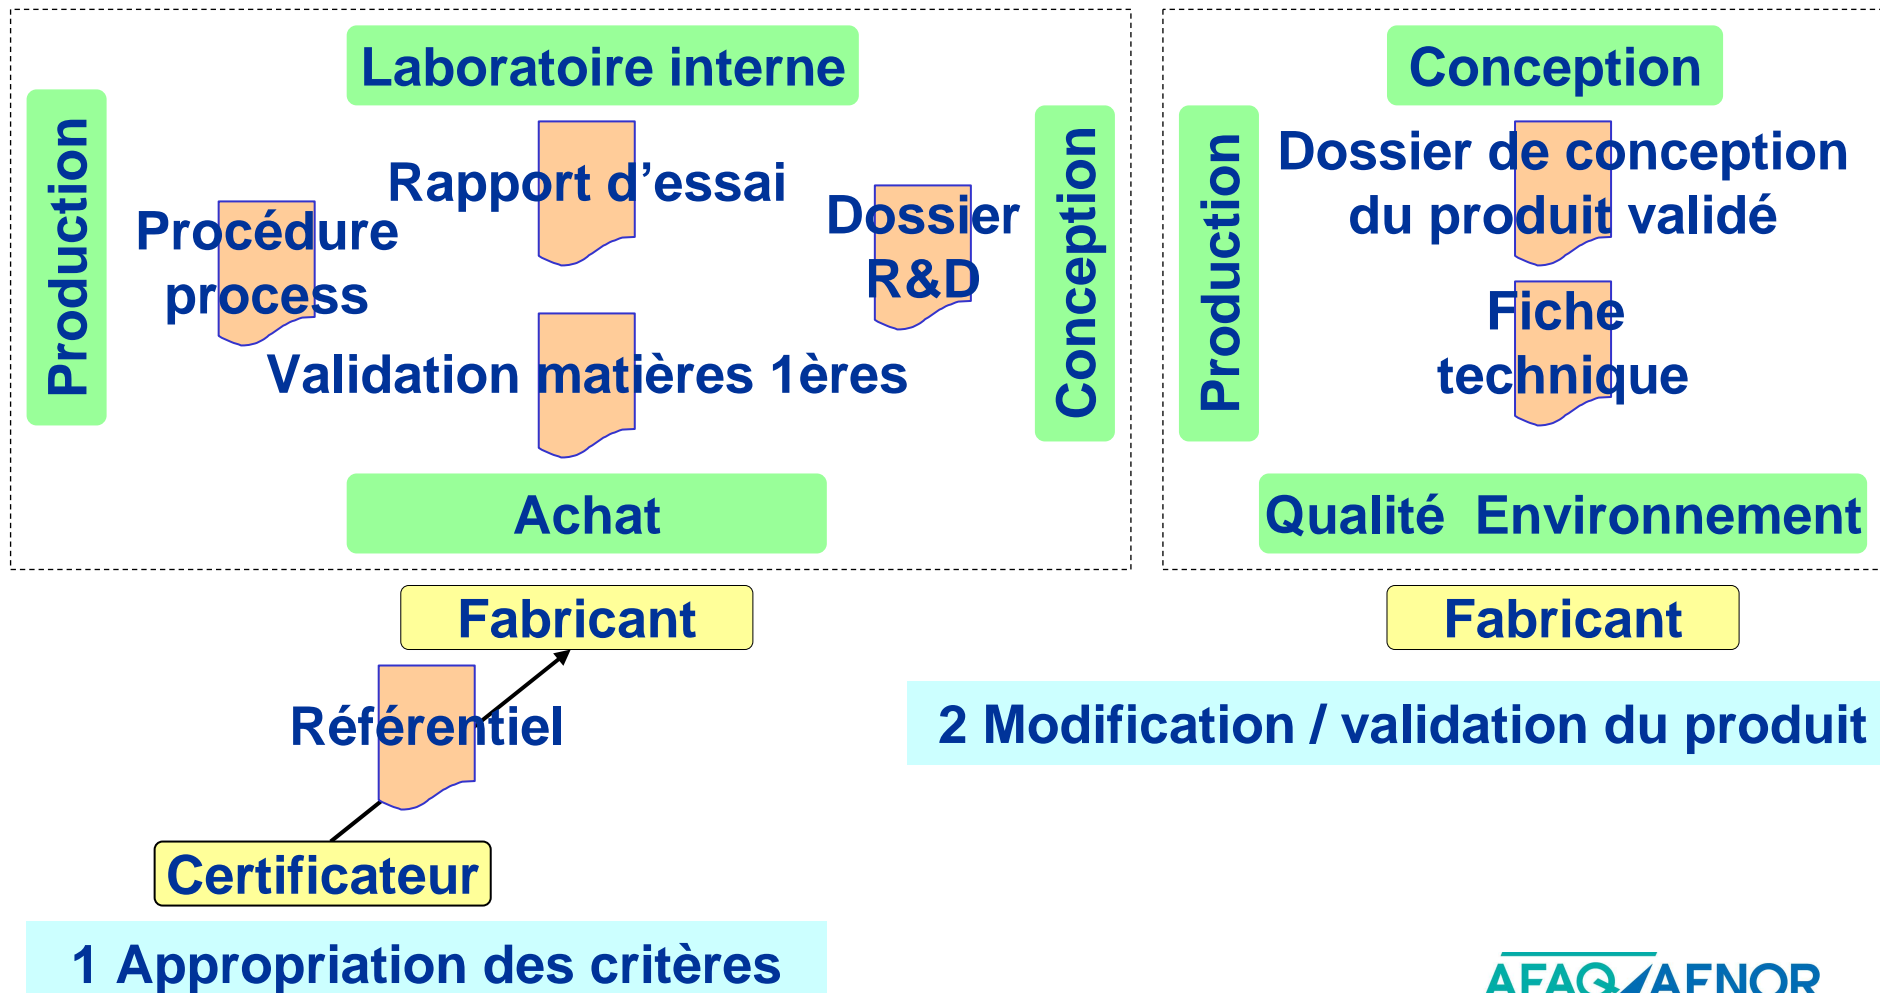 Laboratoire interne
Production
Rapport d’essai
Procédure
process
Dossier
R&D
Conception
Validation matières 1ères
Achat
Conception
Production
Dossier de conception
du produit validé
Fiche
technique
Qualité Environnement
Fabricant
Fabricant
Référentiel
2 Modification / validation du produit
Certificateur
1 Appropriation des critères
AFAQ AFNOR